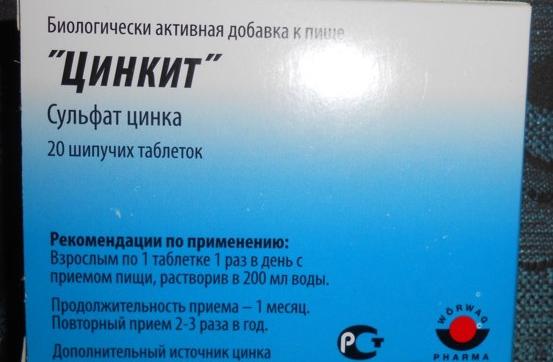 Биологически активная добавка к пище
"Цинкит"
Сульфат цинка
20 шипучих таблеток
Рекомендации по применению:
Взрослым по 1 таблетке 1 раз в день с
приемом пищи, растворив в 200 мл воды.
Продолжительность приема – 1 месяц.
Повторный прием 2-3 раза в год.
Дополнительный источник цинка
РСТ
WÖRWAG
PHARMA